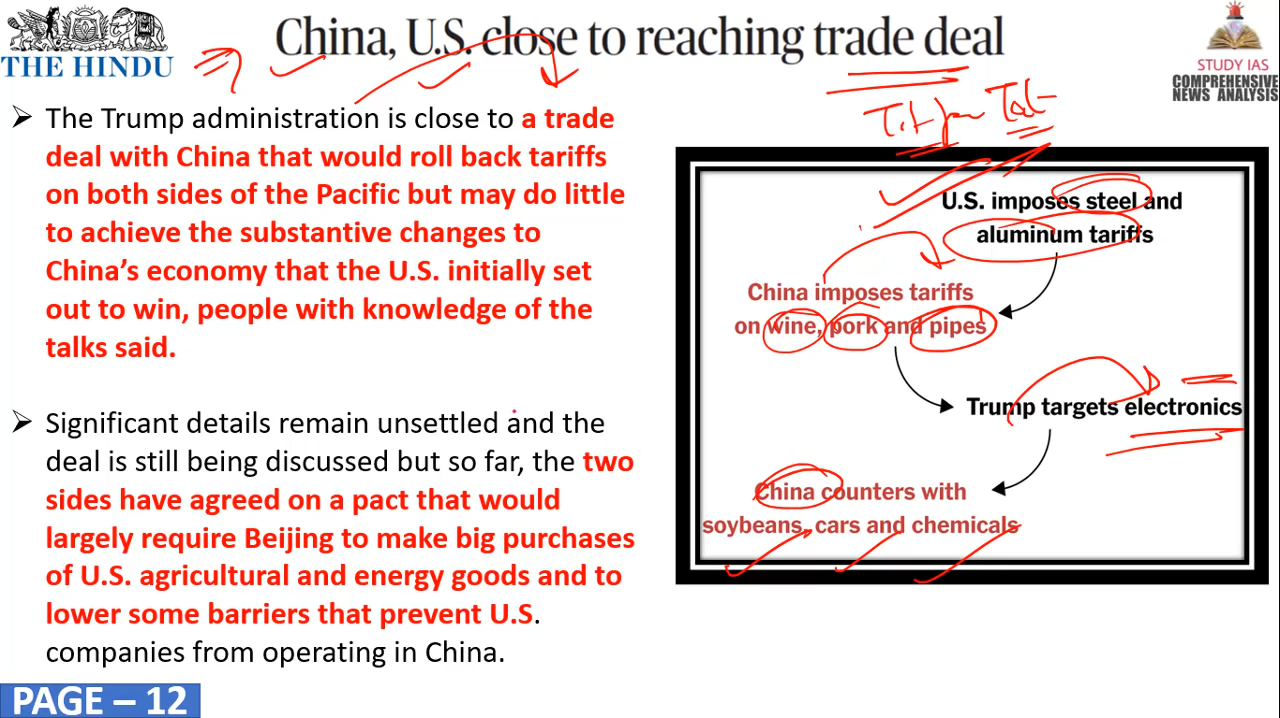 China, U.S. close to reaching trade deal
THE HINDU
STUDY IAS
COMPREHENSIVE
NEWS ANALYSIS
Tit for Tat
➢ The Trump administration is close to a trade
deal with China that would roll back tariffs
on both sides of the Pacific but may do little
to achieve the substantive changes to
China’s economy that the U.S. initially set
out to win, people with knowledge of the
talks said.
➢ Significant details remain unsettled and the
deal is still being discussed but so far, the two
sides have agreed on a pact that would
largely require Beijing to make big purchases
of U.S. agricultural and energy goods and to
lower some barriers that prevent U.S.
companies from operating in China.
U.S. imposes steel and
aluminum tariffs
China imposes tariffs
on wine, pork and pipes
Trump targets electronics
China counters with
soybeans, cars and chemicals
PAGE – 12